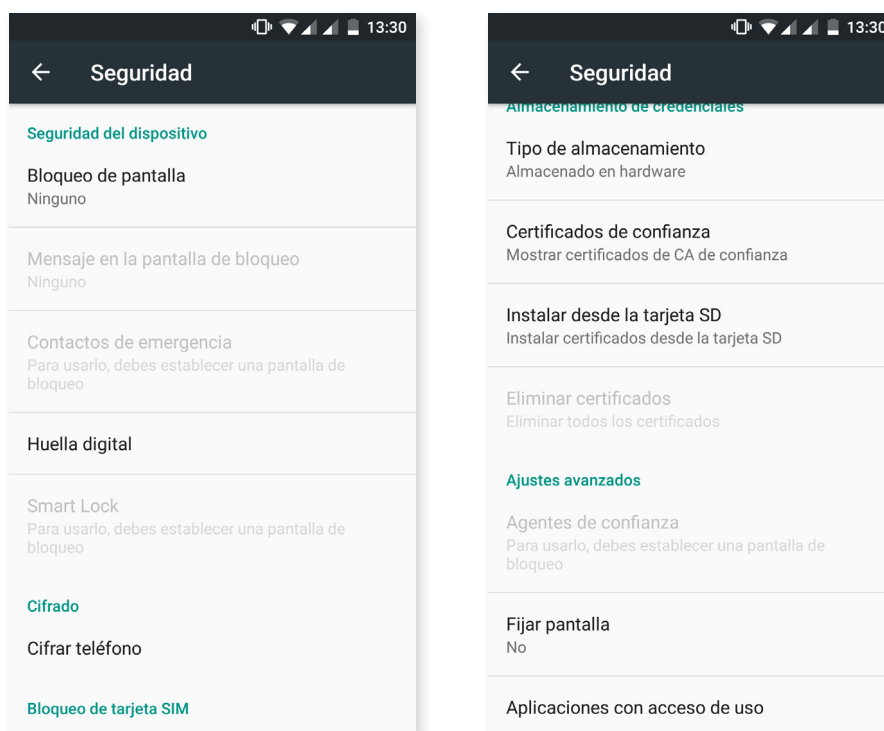 13:30
Seguridad
Seguridad del dispositivo
Bloqueo de pantalla
Ninguno
Mensaje en la pantalla de bloqueo
Ninguno
Contactos de emergencia
Para usarlo, debes establecer una pantalla de
bloqueo
Huella digital
Smart Lock
Para usarlo, debes establecer una pantalla de
bloqueo
Cifrado
Cifrar teléfono
Bloqueo de tarjeta SIM
13:30
Seguridad
Almacenamiento de credenciales
Tipo de almacenamiento
Almacenado en hardware
Certificados de confianza
Mostrar certificados de CA de confianza
Instalar desde la tarjeta SD
Instalar certificados desde la tarjeta SD
Eliminar certificados
Eliminar todos los certificados
Ajustes avanzados
Agentes de confianza
Para usarlo, debes establecer una pantalla de
bloqueo
Fijar pantalla
No
Aplicaciones con acceso de uso